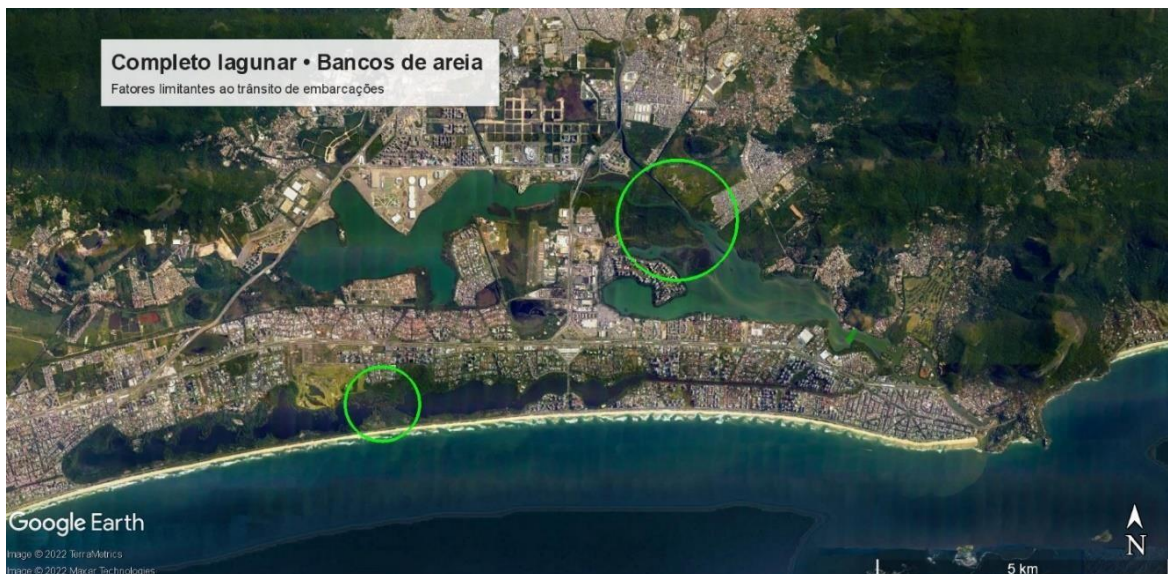 Completo lagunar • Bancos de areia
Fatores limitantes ao trânsito de embarcações
Google Earth
Image © 2022 TerraMetrics
Image © 2022 Maxar Technologies
N
5 km